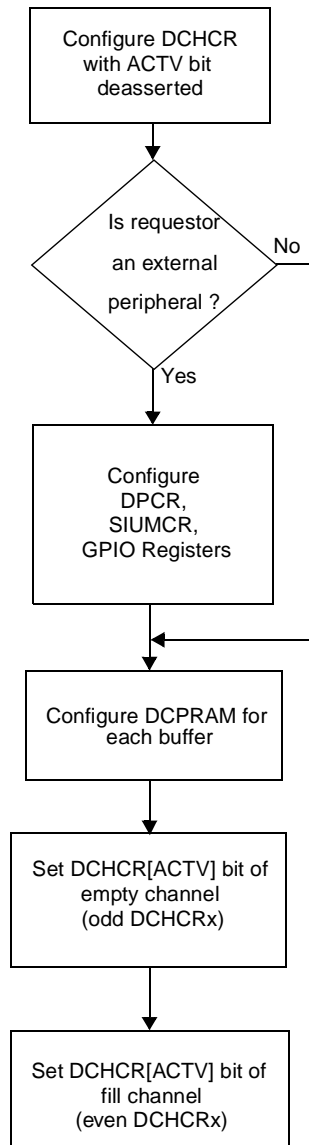 Configure DCHCR
with ACTV bit
deasserted
Is requestor
an external
peripheral ?
No
Yes
Configure
DPCR,
SIUMCR,
GPIO Registers
Configure DCPRAM for
each buffer
Set DCHCR[ACTV] bit of
empty channel
(odd DCHCRx)
Set DCHCR[ACTV] bit of
fill channel
(even DCHCRx)